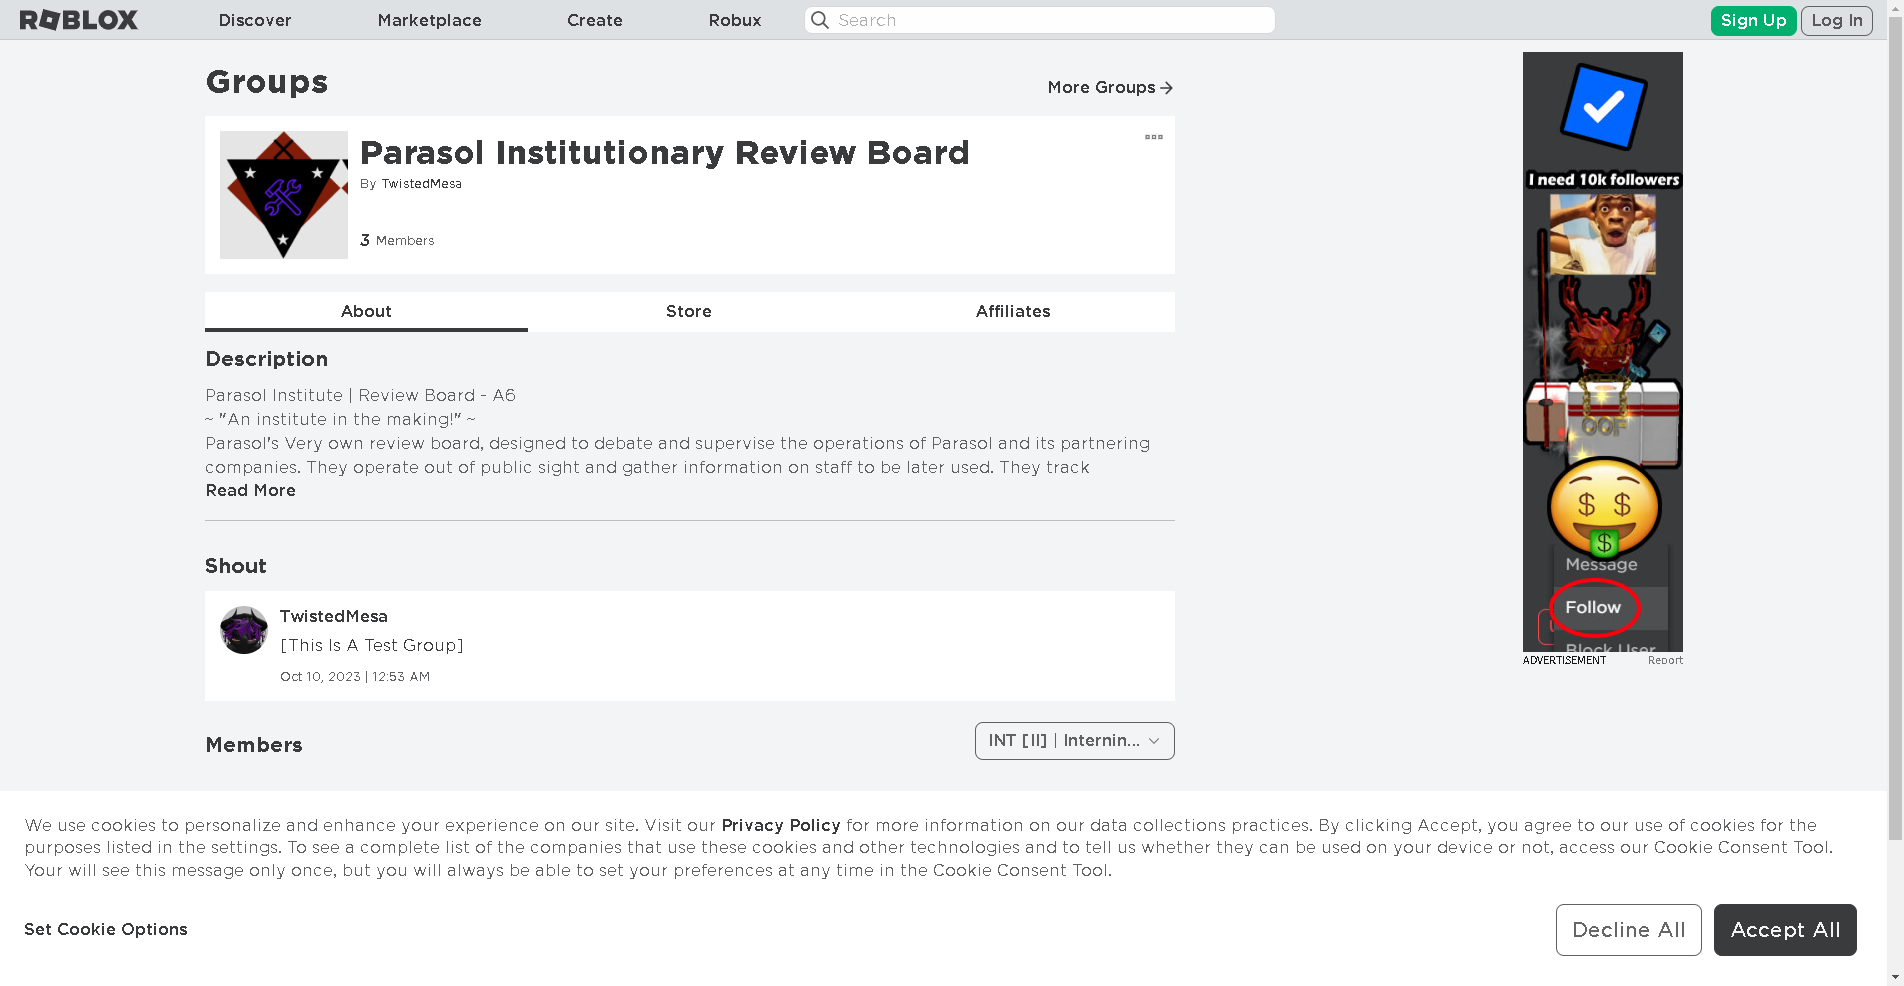 ROBLOX
Discover
Marketplace
Create
Robux
Search
Sign Up
Log In
Groups
More Groups
Parasol Institutionary Review Board
By TwistedMesa
3 Members
About
Store
Affiliates
Description
Parasol Institute | Review Board - A6
~ "An institute in the making!" ~
Parasol's Very own review board, designed to debate and supervise the operations of Parasol and its partnering
companies. They operate out of public sight and gather information on staff to be later used. They track
Read More
Shout
TwistedMesa
[This Is A Test Group]
Oct 10, 2023 | 12:53 AM
Members
INT [II] | Internin...
I need 10k followers
OOF
Message
Follow
Block User
ADVERTISEMENT
Report
We use cookies to personalize and enhance your experience on our site. Visit our Privacy Policy for more information on our data collections practices. By clicking Accept, you agree to our use of cookies for the
purposes listed in the settings. To see a complete list of the companies that use these cookies and other technologies and to tell us whether they can be used on your device or not, access our Cookie Consent Tool.
Your will see this message only once, but you will always be able to set your preferences at any time in the Cookie Consent Tool.
Set Cookie Options
Decline All
Accept All